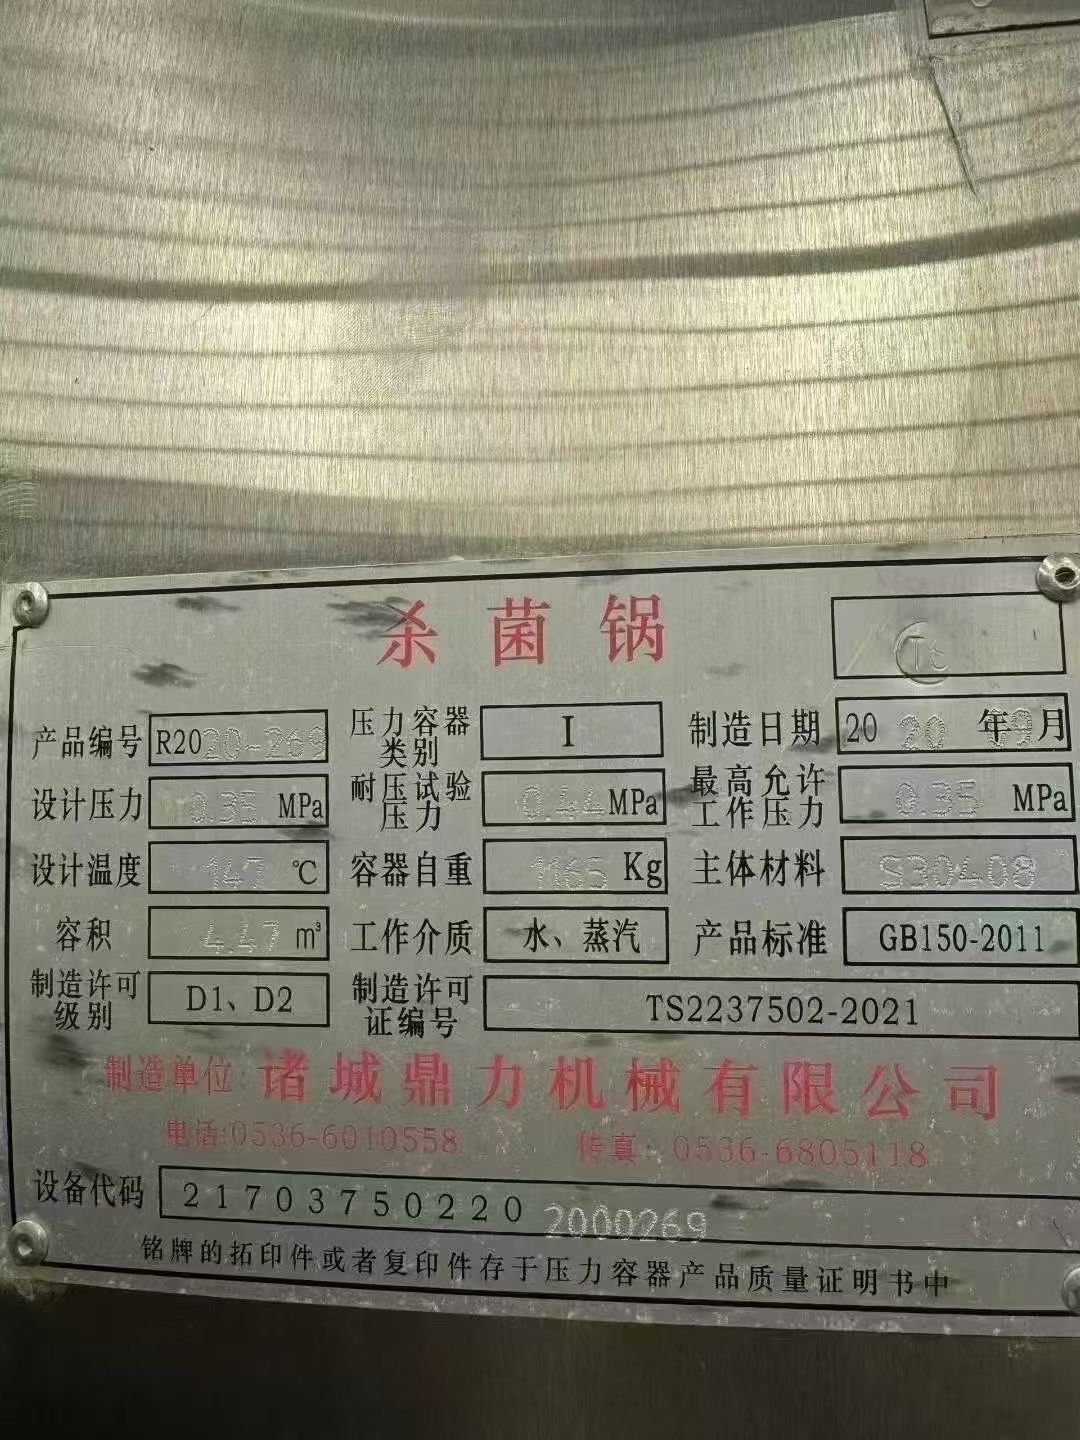 杀菌锅
TS
产品编号 R2020-269 压力容器类别 I 制造日期 2020年09月
设计压力 0.35 MPa 耐压试验压力 0.44 MPa 最高允许工作压力 0.35 MPa
设计温度 147 ℃ 容器自重 1165 Kg 主体材料 S30408
容积 4.47 m³ 工作介质 水、蒸汽 产品标准 GB150-2011
制造许可级别 D1、D2 制造许可证编号 TS2237502-2021
制造单位:诸城鼎力机械有限公司
电话:0536-6010558 传真:0536-6805118
设备代码 21703750220 2000269
铭牌的拓印件或者复印件存于压力容器产品质量证明书中